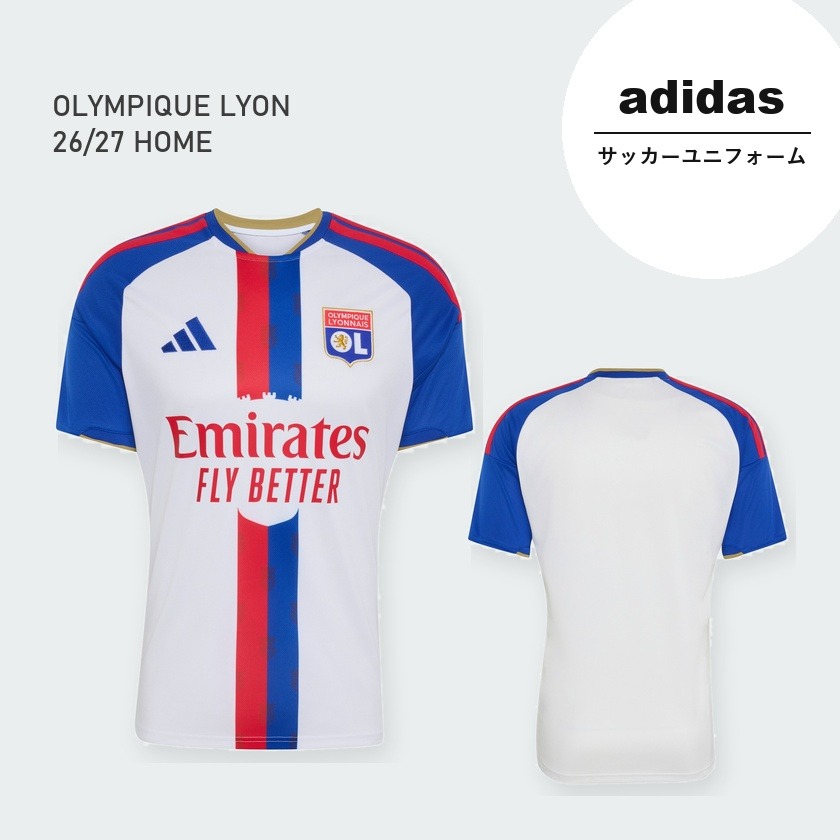 OLYMPIQUE LYON
26/27 HOME
adidas
サッカーユニフォーム
OLYMPIQUE
LYONNAIS
OL
Emirates
FLY BETTER